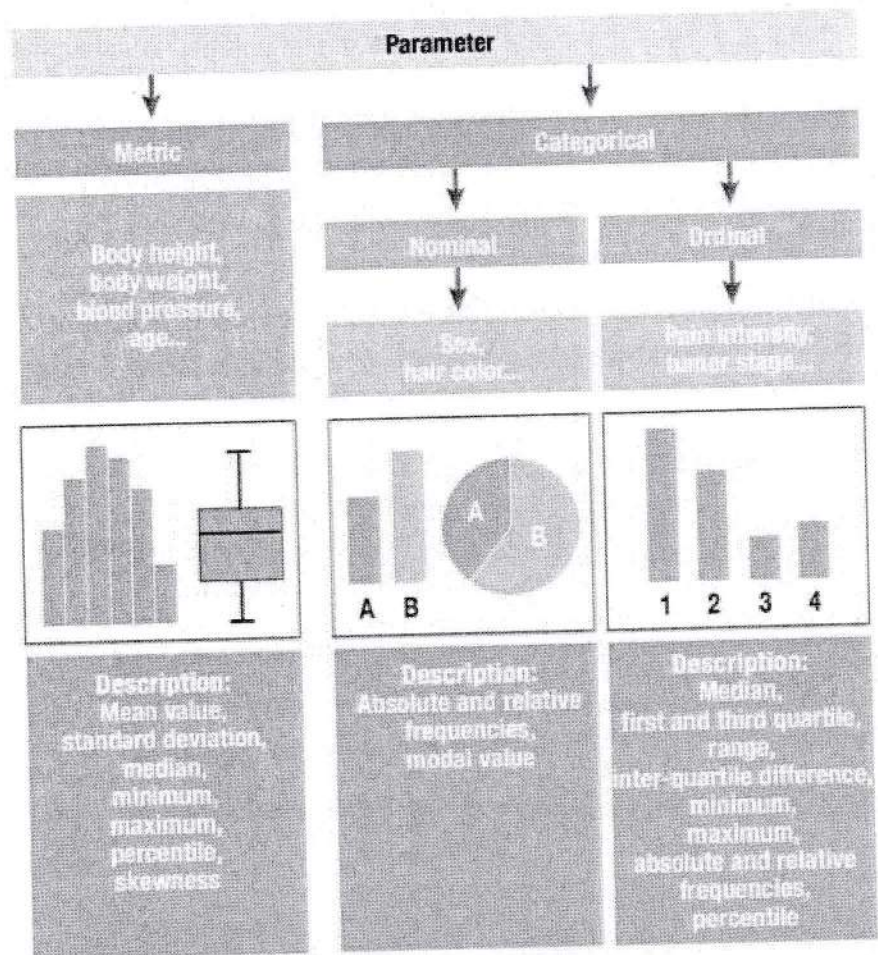 Parameter
Metric
Categorical
Body height,
body weight,
blood pressure,
age...
Nominal
Ordinal
Sex,
hair color...
Pain intensity,
tumor stage...
A
B
A
B
1
2
3
4
Description:
Mean value,
standard deviation,
median,
minimum,
maximum,
percentile,
skewness
Description:
Absolute and relative
frequencies,
modal value
Description:
Median,
first and third quartile,
range,
inter-quartile difference,
minimum,
maximum,
absolute and relative
frequencies,
percentile